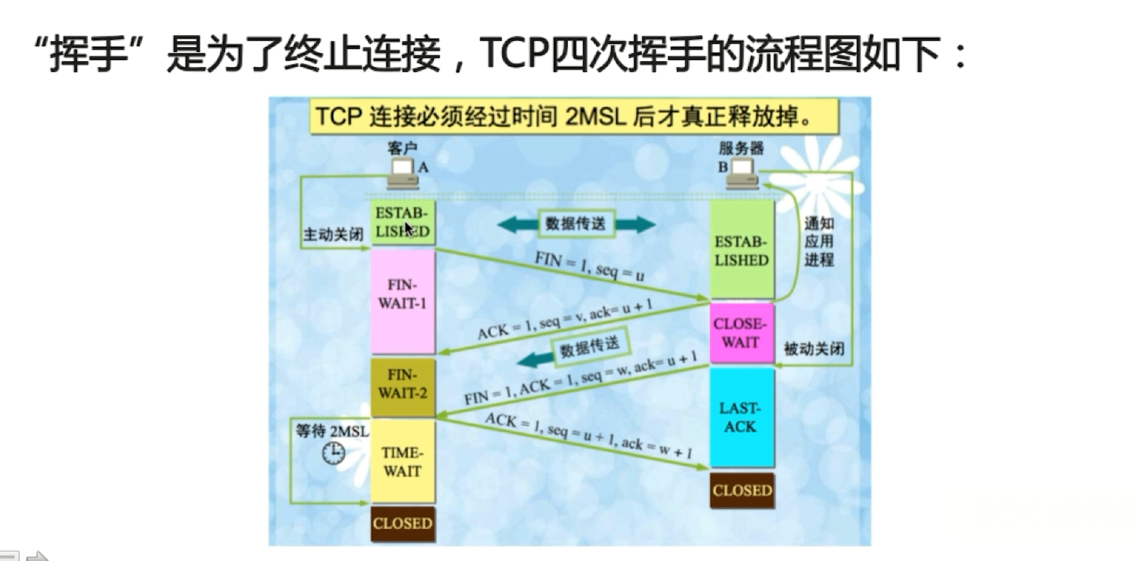 “挥手”是为了终止连接，TCP四次挥手的流程图如下：
TCP 连接必须经过时间 2MSL 后才真正释放掉。
客户
A
服务器
B
ESTAB-
LISHED
主动关闭
数据传送
ESTAB-
LISHED
通知
应用
进程
FIN = 1, seq = u
FIN-
WAIT-1
ACK = 1, seq = v, ack= u + 1
CLOSE-
WAIT
数据传送
被动关闭
FIN-
WAIT-2
FIN = 1, ACK = 1, seq = w, ack= u + 1
LAST-
ACK
ACK = 1, seq = u + 1, ack = w + 1
等待 2MSL
TIME-
WAIT
CLOSED
CLOSED